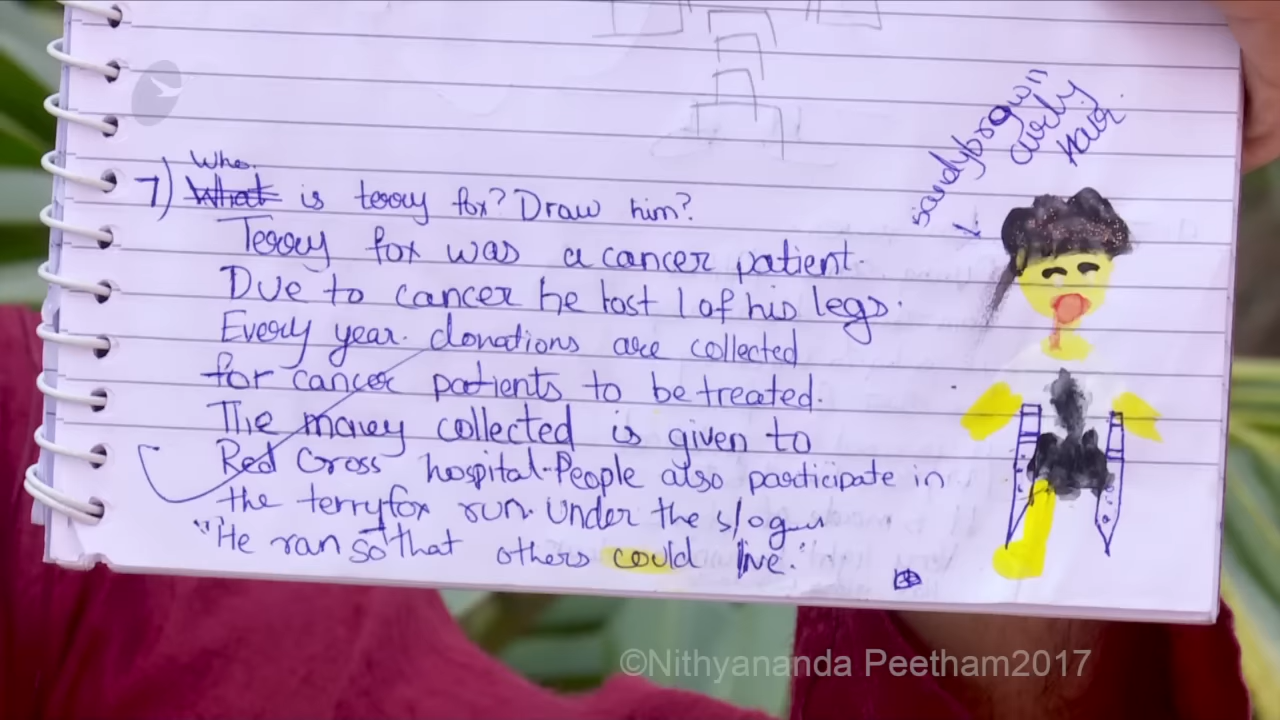 Who.
7) What is terry fox? Draw him?
Terry fox was a cancer patient.
Due to cancer he lost 1 of his legs.
Every year. donations are collected
for cancer patients to be treated.
The money collected is given to
Red Cross hospital. People also participate in
the terryfox run. Under the slogun
"He ran so that others could live."
sandybrown
curly
Hair.
©Nithyananda Peetham2017